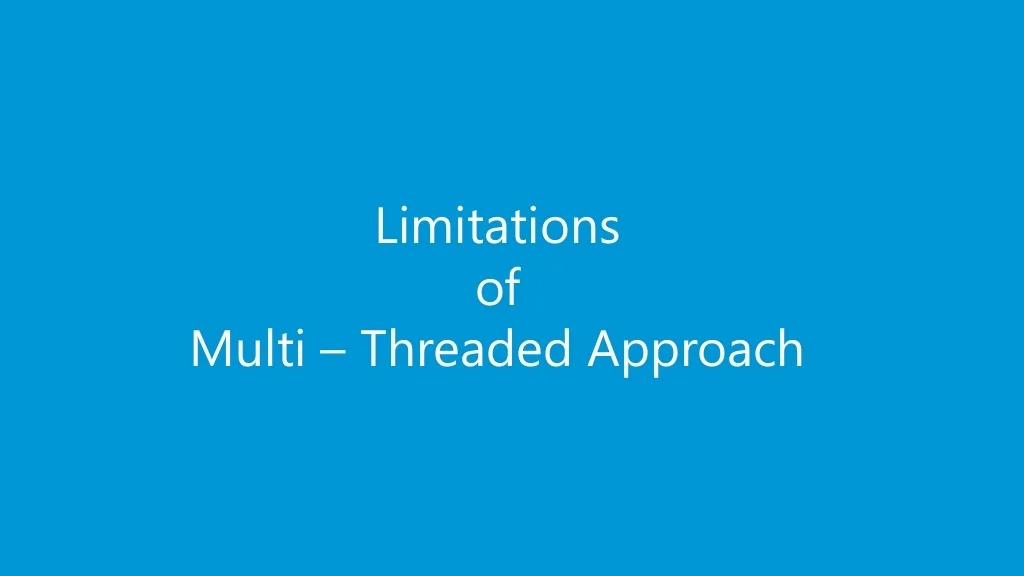 Limitations
of
Multi – Threaded Approach